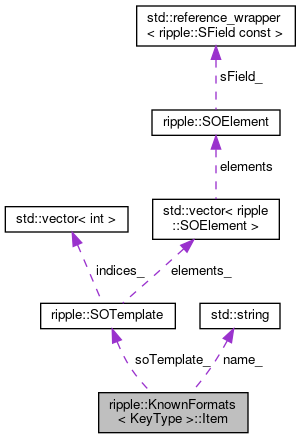 std::reference_wrapper
< ripple::SField const >
sField_
ripple::SOElement
elements
std::vector< int >
std::vector< ripple
::SOElement >
indices_
elements_
ripple::SOTemplate
std::string
soTemplate_
name_
ripple::KnownFormats
< KeyType >::Item